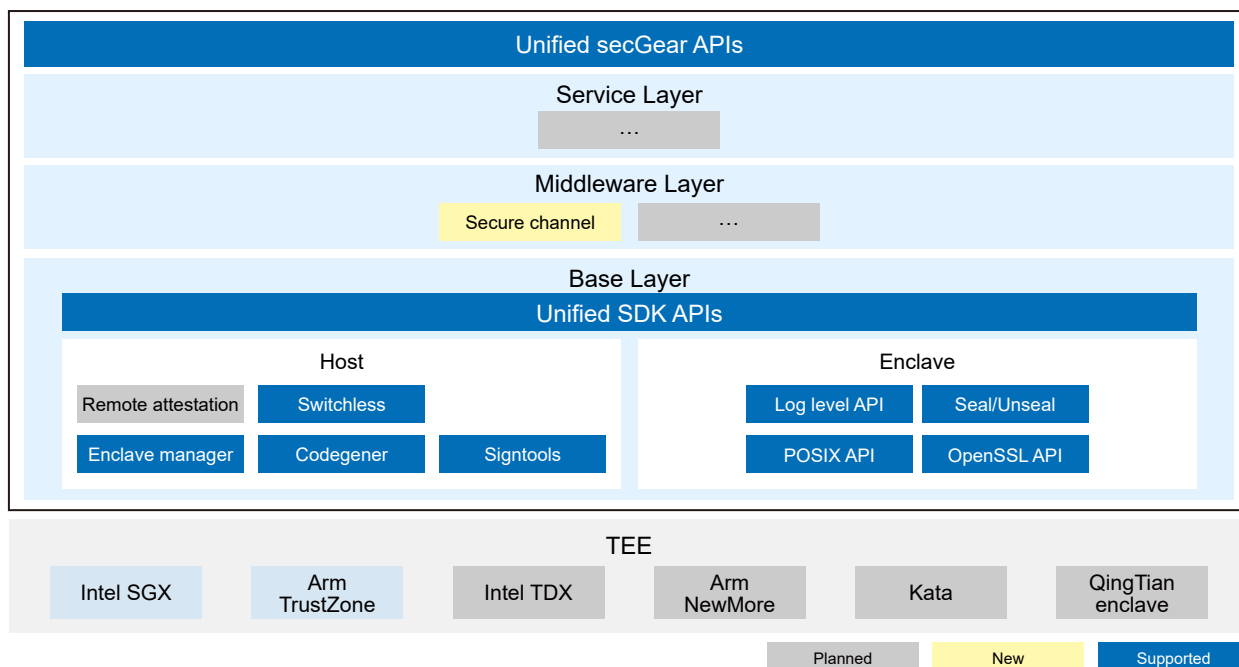 Unified secGear APIs
Service Layer
…
Middleware Layer
Secure channel
…
Base Layer
Unified SDK APIs
Host
Remote attestation
Switchless
Enclave manager
Codegener
Signtools
Enclave
Log level API
Seal/Unseal
POSIX API
OpenSSL API
TEE
Intel SGX
Arm
TrustZone
Intel TDX
Arm
NewMore
Kata
QingTian
enclave
Planned
New
Supported